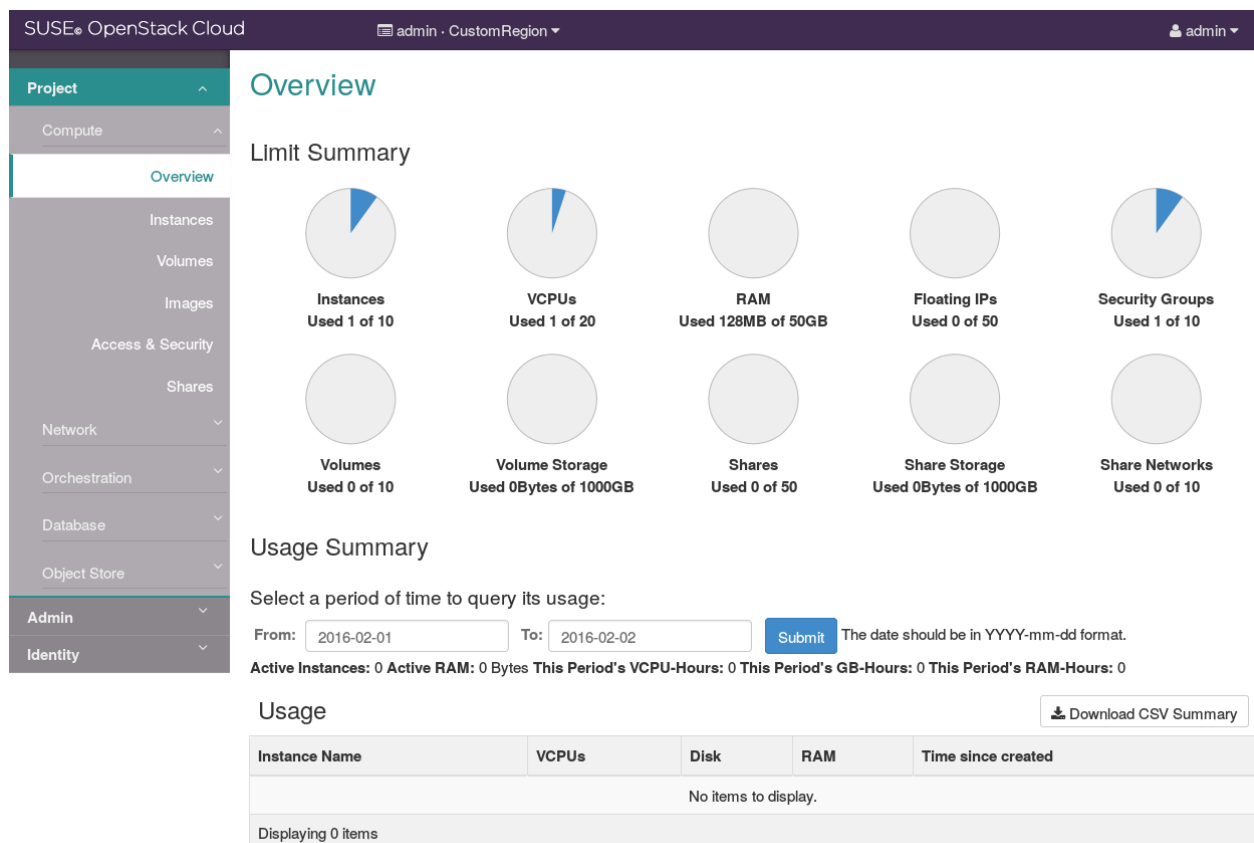 SUSE® OpenStack Cloud
admin · CustomRegion
admin
Project
Compute
Overview
Instances
Volumes
Images
Access & Security
Shares
Network
Orchestration
Database
Object Store
Admin
Identity
Overview
Limit Summary
Instances
Used 1 of 10
VCPUs
Used 1 of 20
RAM
Used 128MB of 50GB
Floating IPs
Used 0 of 50
Security Groups
Used 1 of 10
Volumes
Used 0 of 10
Volume Storage
Used 0Bytes of 1000GB
Shares
Used 0 of 50
Share Storage
Used 0Bytes of 1000GB
Share Networks
Used 0 of 10
Usage Summary
Select a period of time to query its usage:
From: 2016-02-01 To: 2016-02-02 Submit The date should be in YYYY-mm-dd format.
Active Instances: 0 Active RAM: 0 Bytes This Period's VCPU-Hours: 0 This Period's GB-Hours: 0 This Period's RAM-Hours: 0
Usage
Download CSV Summary
Instance Name VCPUs Disk RAM Time since created
No items to display.
Displaying 0 items